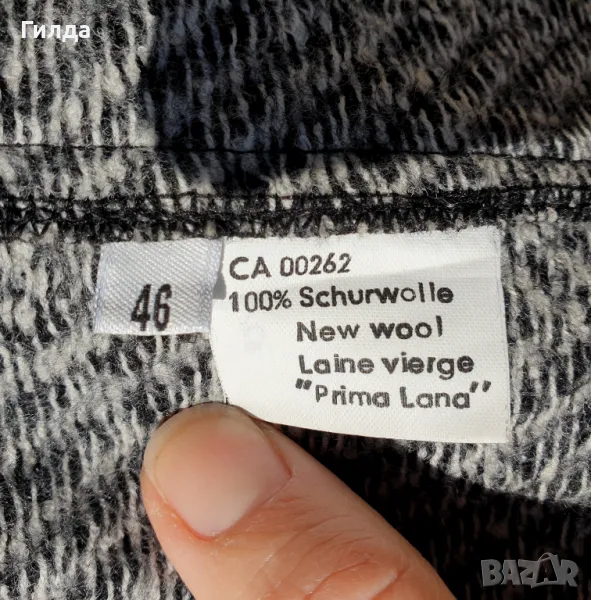 Гилда
46
CA 00262
100% Schurwolle
New wool
Laine vierge
"Prima Lana"
BAZAR